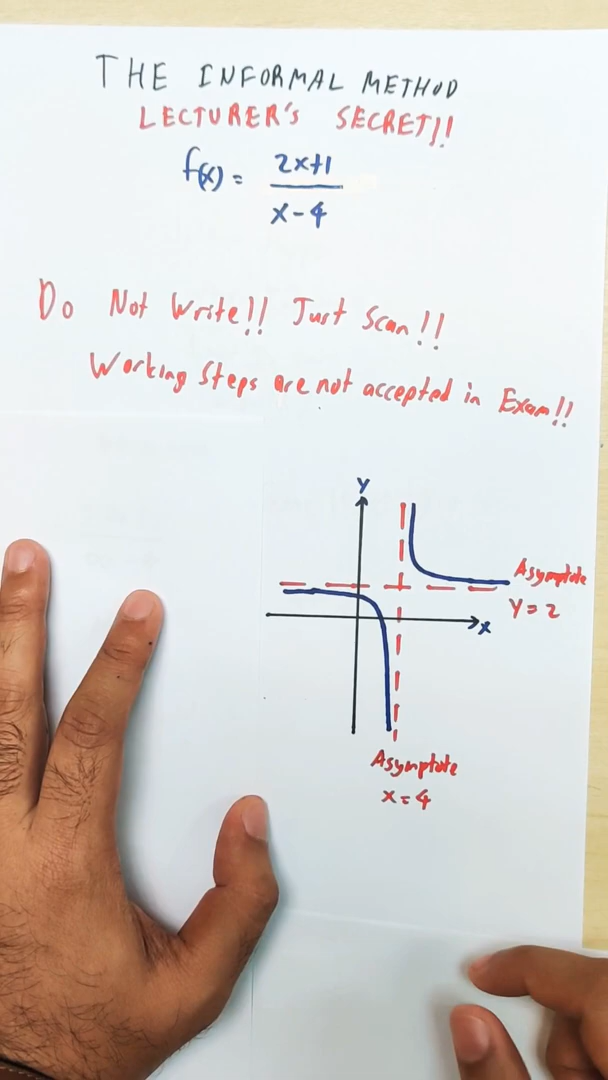 THE INFORMAL METHOD
LECTURER'S SECRET!!
f(x) = 2x+1
x-4
Do Not Write!! Just Scan!!
Working Steps are not accepted in Exam!!
Y
Asymptote
Y=2
x
Asymptote
x=4